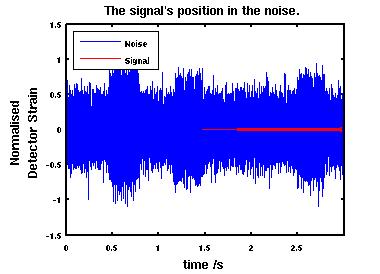 The signal's position in the noise.
1.5
Noise
Signal
1
0.5
0
-0.5
-1
-1.5
Normalised
Detector Strain
0 0.5 1 1.5 2 2.5
time /s